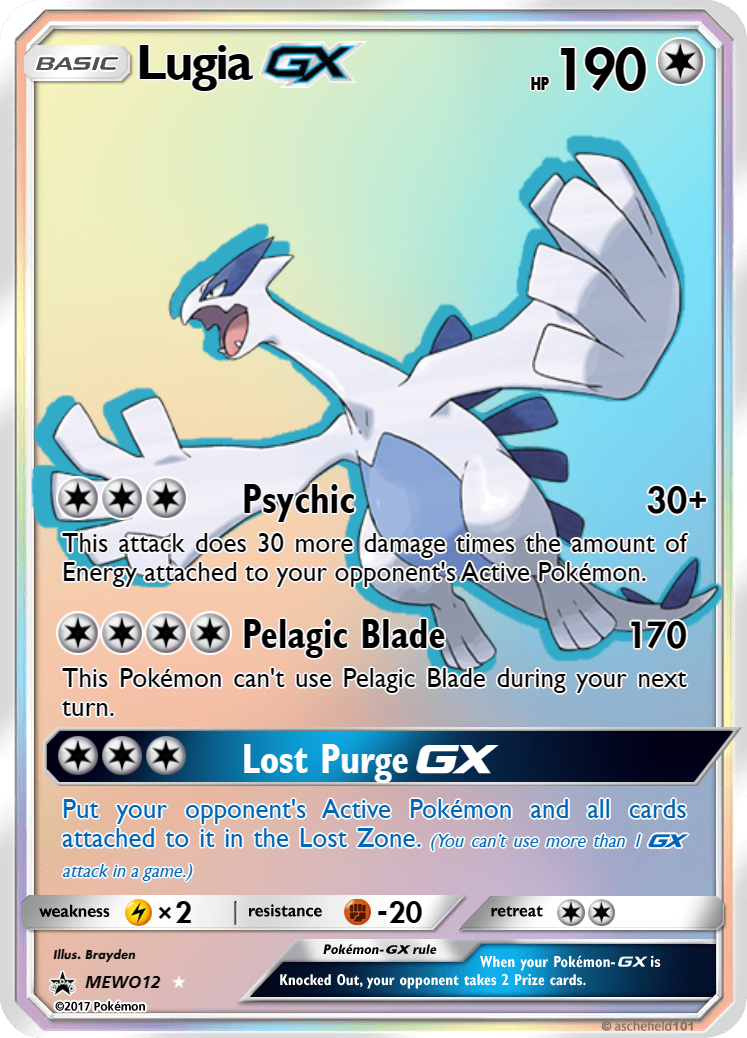 BASIC Lugia GX HP 190
Psychic 30+
This attack does 30 more damage times the amount of
Energy attached to your opponent's Active Pokémon.
Pelagic Blade 170
This Pokémon can't use Pelagic Blade during your next
turn.
Lost Purge GX
Put your opponent's Active Pokémon and all cards
attached to it in the Lost Zone. (You can't use more than 1 GX
attack in a game.)
weakness ×2 | resistance -20 retreat
Illus. Brayden
Pokémon-GX rule
When your Pokémon-GX is
Knocked Out, your opponent takes 2 Prize cards.
MEWO12
©2017 Pokémon
© aschefield101